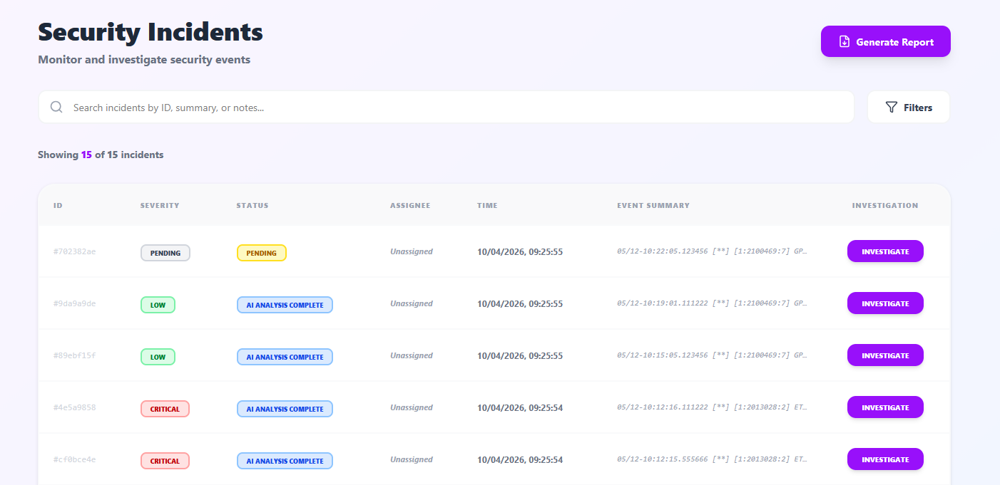 Security Incidents
Generate Report
Monitor and investigate security events
Search incidents by ID, summary, or notes...
Filters
Showing 15 of 15 incidents
ID SEVERITY STATUS ASSIGNEE TIME EVENT SUMMARY INVESTIGATION
#702382ae PENDING PENDING Unassigned 10/04/2026, 09:25:55 05/12-10:22:05.123456 [**] [1:2100469:7] GP… INVESTIGATE
#9da9a9de LOW AI ANALYSIS COMPLETE Unassigned 10/04/2026, 09:25:55 05/12-10:19:01.111222 [**] [1:2100469:7] GP… INVESTIGATE
#89ebf15f LOW AI ANALYSIS COMPLETE Unassigned 10/04/2026, 09:25:55 05/12-10:15:05.123456 [**] [1:2100469:7] GP… INVESTIGATE
#4e5a9858 CRITICAL AI ANALYSIS COMPLETE Unassigned 10/04/2026, 09:25:54 05/12-10:12:16.111222 [**] [1:2013028:2] ET… INVESTIGATE
#cf0bce4e CRITICAL AI ANALYSIS COMPLETE Unassigned 10/04/2026, 09:25:54 05/12-10:12:15.555666 [**] [1:2013028:2] ET… INVESTIGATE